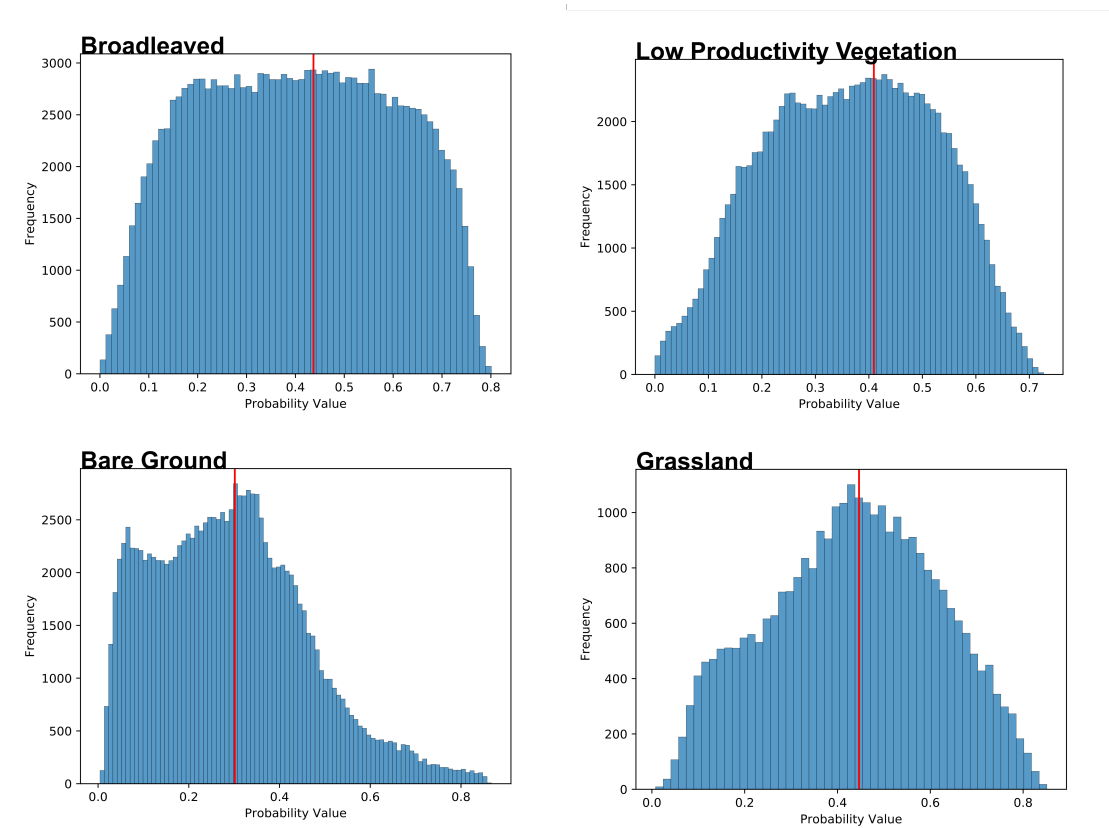 Broadleaved
3000
2500
2000
1500
1000
500
0
Frequency
0.0 0.1 0.2 0.3 0.4 0.5 0.6 0.7 0.8
Probability Value
Low Productivity Vegetation
2000
1500
1000
500
0
Frequency
0.0 0.1 0.2 0.3 0.4 0.5 0.6 0.7
Probability Value
Bare Ground
2500
2000
1500
1000
500
0
Frequency
0.0 0.2 0.4 0.6 0.8
Probability Value
Grassland
1000
800
600
400
200
0
Frequency
0.0 0.2 0.4 0.6 0.8
Probability Value